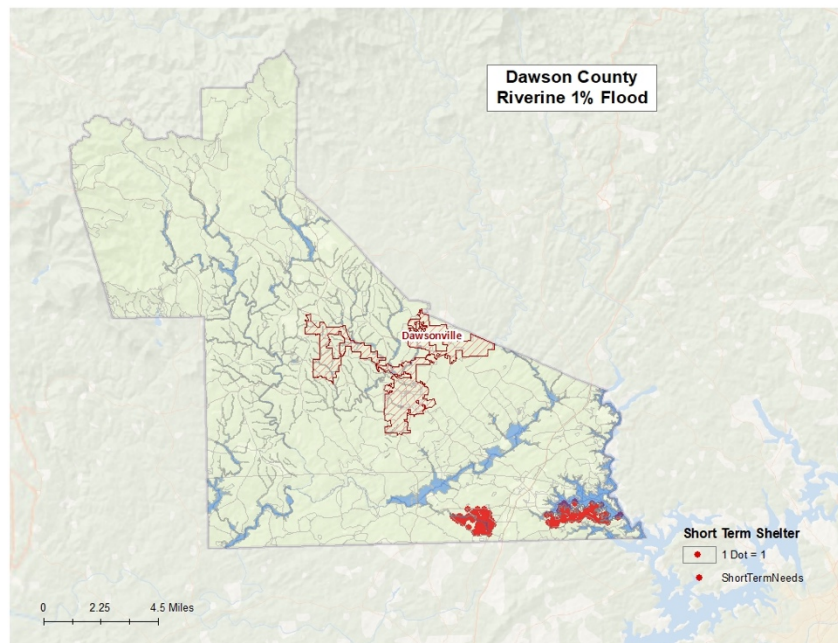 Dawson County
Riverine 1% Flood
Dawsonville
Short Term Shelter
1 Dot = 1
ShortTermNeeds
0 2.25 4.5 Miles